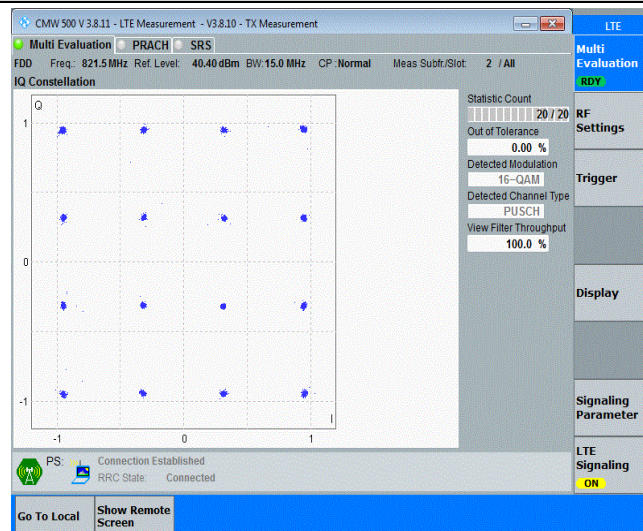 CMW 500 V 3.8.11 - LTE Measurement - V3.8.10 - TX Measurement
LTE
Multi Evaluation PRACH SRS
FDD Freq.: 821.5 MHz Ref. Level: 40.40 dBm BW: 15.0 MHz CP : Normal Meas Subfr./Slot: 2 / All
IQ Constellation
Q
1
0
-1
-1
0
1
I
Statistic Count
20 / 20
Out of Tolerance
0.00 %
Detected Modulation
16-QAM
Detected Channel Type
PUSCH
View Filter Throughput
100.0 %
Multi
Evaluation
RDY
RF
Settings
Trigger
Display
Signaling
Parameter
LTE
Signaling
ON
PS: Connection Established
RRC State: Connected
Go To Local
Show Remote
Screen